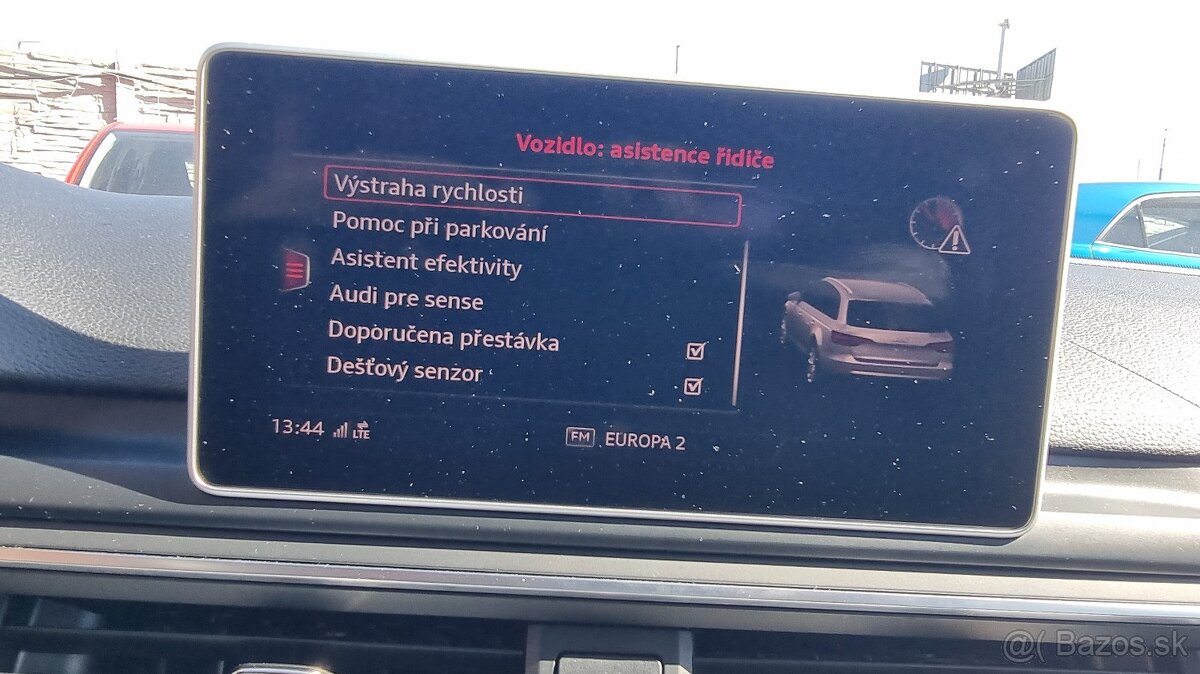 Vozidlo: asistence řidiče
Výstraha rychlosti
Pomoc při parkování
Asistent efektivity
Audi pre sense
Doporučena přestávka
Dešťový senzor
13:44 LTE
FM EUROPA 2
@( Bazos.sk